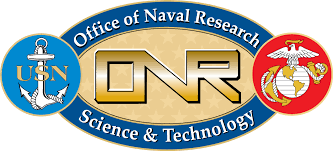 Office of Naval Research
USN
ONR
Science & Technology